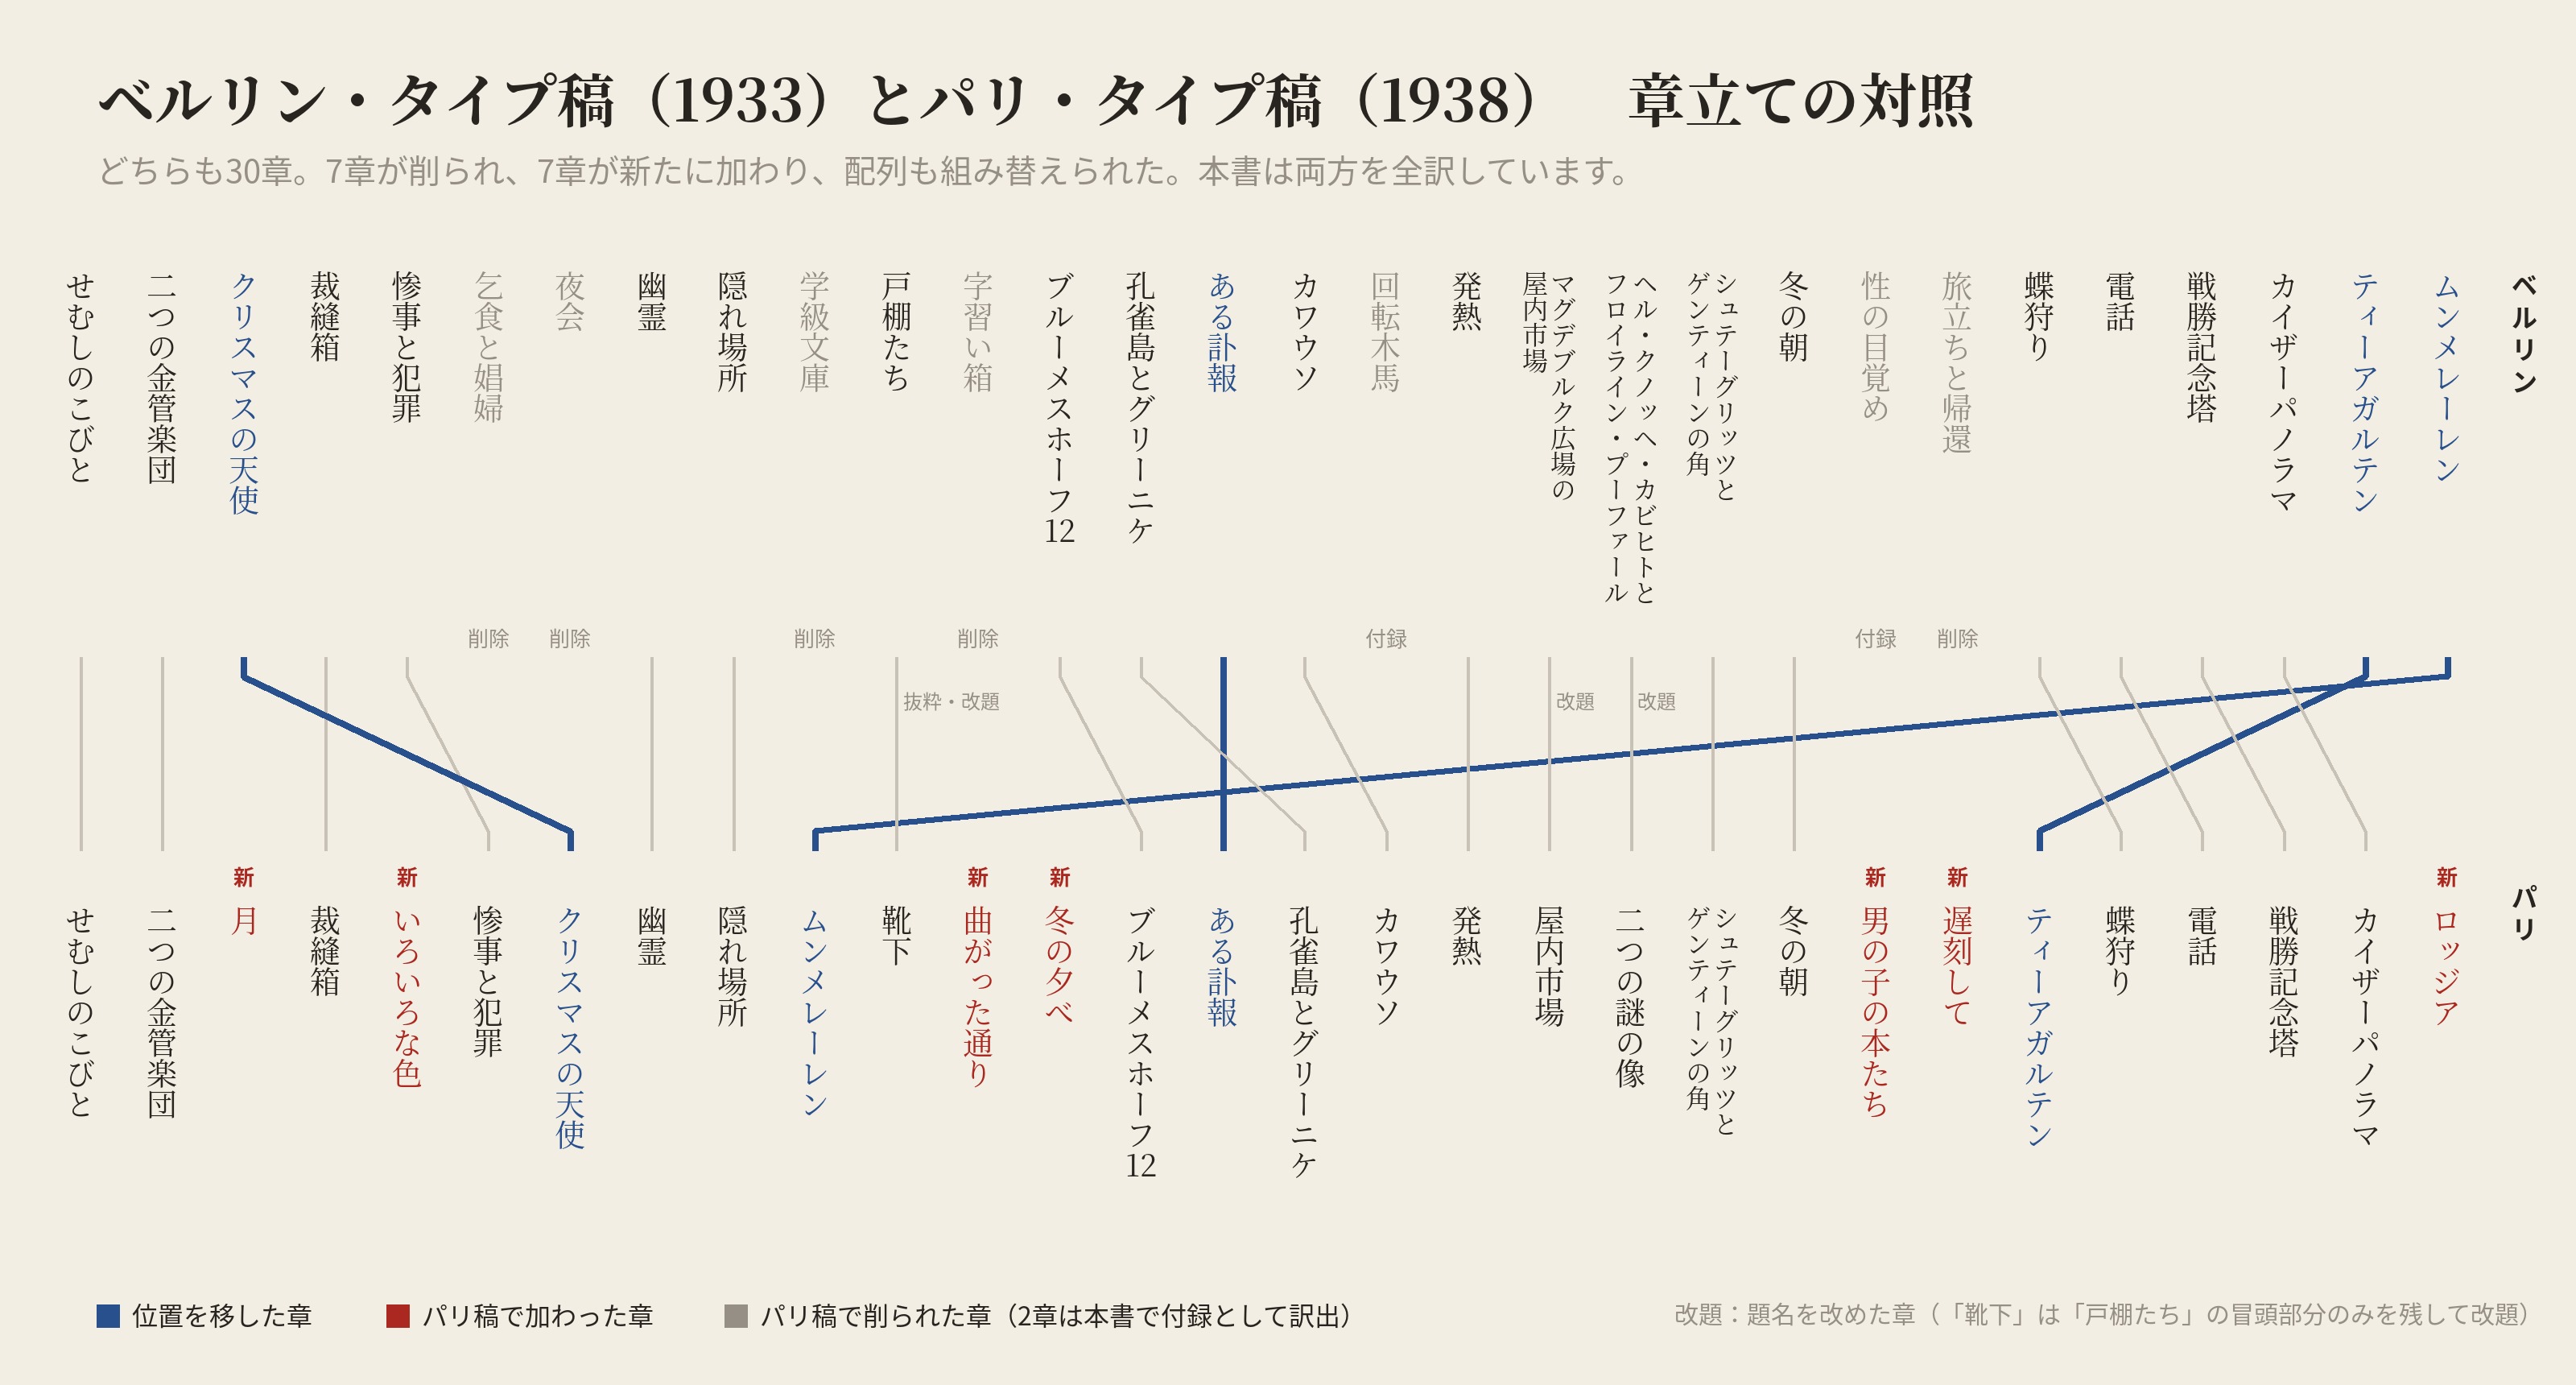 ベルリン・タイプ稿（1933）とパリ・タイプ稿（1938）　章立ての対照
どちらも30章。7章が削られ、7章が新たに加わり、配列も組み替えられた。本書は両方を全訳しています。
ベルリン
ムンメレーレン
ティーアガルテン
カイザーパノラマ
戦勝記念塔
電話
蝶狩り
旅立ちと帰還
性の目覚め
冬の朝
シュテーグリッツと
ゲンティーンの角
ヘル・クノッヘ・カビヒトと
フロイライン・プーファール
マグデブルク広場の
屋内市場
発熱
回転木馬
カワウソ
ある訃報
孔雀島とグリーニケ
ブルーメスホーフ12
字習い箱
戸棚たち
学級文庫
隠れ場所
幽霊
夜会
乞食と娼婦
惨事と犯罪
裁縫箱
クリスマスの天使
二つの金管楽団
せむしのこびと
削除
付録
付録
削除
削除
削除
削除
改題
改題
抜粋・改題
パリ
新
ロッジア
カイザーパノラマ
戦勝記念塔
電話
蝶狩り
ティーアガルテン
新
遅刻して
新
男の子の本たち
冬の朝
シュテーグリッツと
ゲンティーンの角
二つの謎の像
屋内市場
発熱
カワウソ
孔雀島とグリーニケ
ある訃報
ブルーメスホーフ12
新
冬の夕べ
新
曲がった通り
靴下
ムンメレーレン
隠れ場所
幽霊
クリスマスの天使
惨事と犯罪
新
いろいろな色
裁縫箱
新
月
二つの金管楽団
せむしのこびと
位置を移した章
パリ稿で加わった章
パリ稿で削られた章（2章は本書で付録として訳出）
改題：題名を改めた章（「靴下」は「戸棚たち」の冒頭部分のみを残して改題）